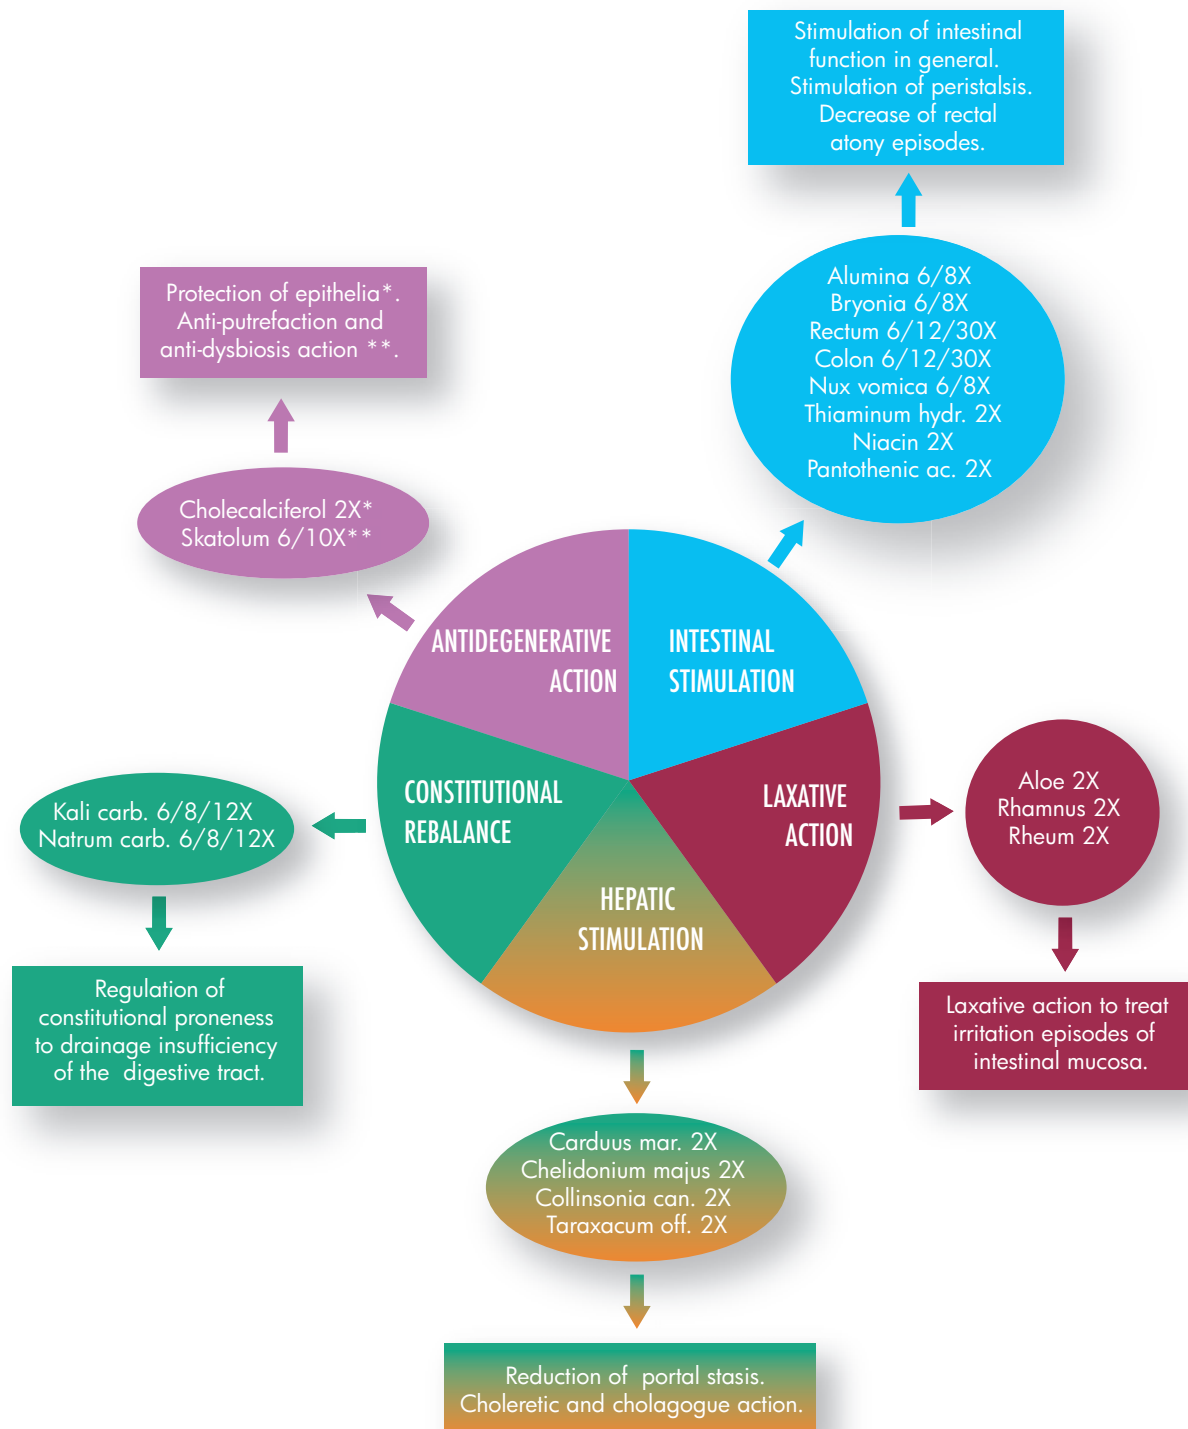 Stimulation of intestinal
function in general.
Stimulation of peristalsis.
Decrease of rectal
atony episodes.
Alumina 6/8X
Bryonia 6/8X
Rectum 6/12/30X
Colon 6/12/30X
Nux vomica 6/8X
Thiaminum hydr. 2X
Niacin 2X
Pantothenic ac. 2X
Protection of epithelia*.
Anti-putrefaction and
anti-dysbiosis action **.
Cholecalciferol 2X*
Skatolum 6/10X**
ANTIDEGENERATIVE
ACTION
INTESTINAL
STIMULATION
CONSTITUTIONAL
REBALANCE
LAXATIVE
ACTION
HEPATIC
STIMULATION
Kali carb. 6/8/12X
Natrum carb. 6/8/12X
Aloe 2X
Rhamnus 2X
Rheum 2X
Regulation of
constitutional proneness
to drainage insufficiency
of the digestive tract.
Laxative action to treat
irritation episodes of
intestinal mucosa.
Carduus mar. 2X
Chelidonium majus 2X
Collinsonia can. 2X
Taraxacum off. 2X
Reduction of portal stasis.
Choleretic and cholagogue action.